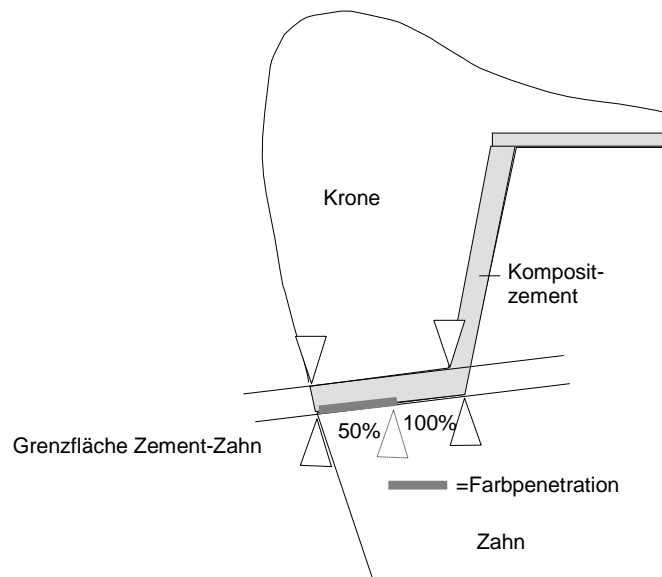 Krone
Komposit-
zement
50%
100%
Grenzfläche Zement-Zahn
=Farbpenetration
Zahn